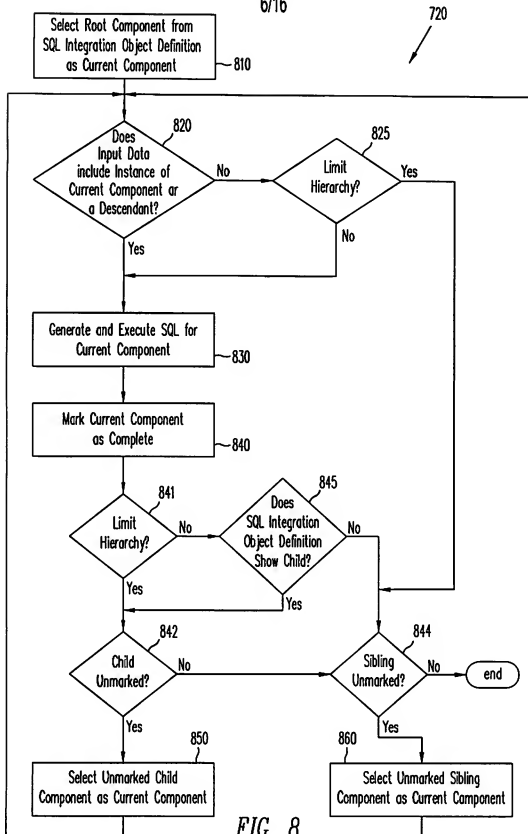 6/16
720
Select Root Component from
SQL Integration Object Definition
as Current Component
810
Does
Input Data
include Instance of
Current Component ar
a Descendant?
820
No
Yes
Limit
Hierarchy?
825
Yes
No
Generate and Execute SQL for
Current Component
830
Mark Current Component
as Complete
840
Limit
Hierarchy?
841
No
Yes
Does
SQL Integration
Object Definition
Show Child?
845
No
Yes
Child
Unmarked?
842
No
Yes
Sibling
Unmarked?
844
No
Yes
end
Select Unmarked Child
Component as Current Component
850
Select Unmarked Sibling
Component as Current Component
860
FIG. 8